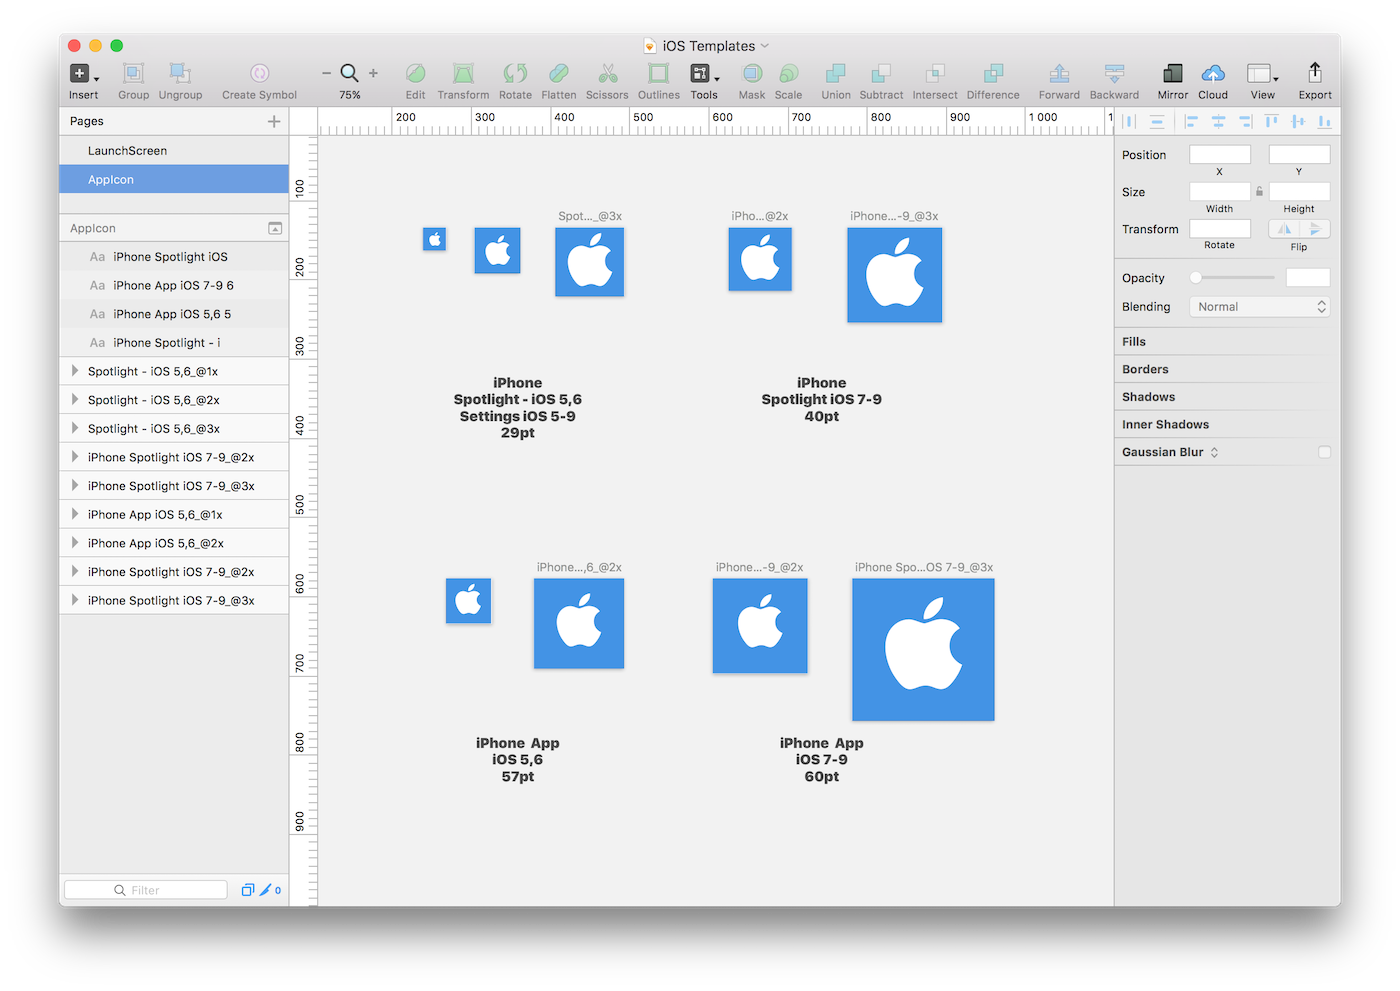 iOS Templates
Insert
Group
Ungroup
Create Symbol
75%
Edit
Transform
Rotate
Flatten
Scissors
Outlines
Tools
Mask
Scale
Union
Subtract
Intersect
Difference
Forward
Backward
Mirror
Cloud
View
Export
Pages
LaunchScreen
AppIcon
AppIcon
Aa iPhone Spotlight iOS
Aa iPhone App iOS 7-9 6
Aa iPhone App iOS 5,6 5
Aa iPhone Spotlight - i
Spotlight - iOS 5,6_@1x
Spotlight - iOS 5,6_@2x
Spotlight - iOS 5,6_@3x
iPhone Spotlight iOS 7-9_@2x
iPhone Spotlight iOS 7-9_@3x
iPhone App iOS 5,6_@1x
iPhone App iOS 5,6_@2x
iPhone Spotlight iOS 7-9_@2x
iPhone Spotlight iOS 7-9_@3x
Filter
0
200 300 400 500 600 700 800 900 1 000 1
100
200
300
400
500
600
700
800
900
Spot..._@3x
iPho...@2x
iPhone...-9_@3x
iPhone
Spotlight - iOS 5,6
Settings iOS 5-9
29pt
iPhone
Spotlight iOS 7-9
40pt
iPhone...,6_@2x
iPhone...-9_@2x
iPhone Spo...OS 7-9_@3x
iPhone App
iOS 5,6
57pt
iPhone App
iOS 7-9
60pt
Position
X
Y
Size
Width
Height
Transform
Rotate
Flip
Opacity
Blending
Normal
Fills
Borders
Shadows
Inner Shadows
Gaussian Blur